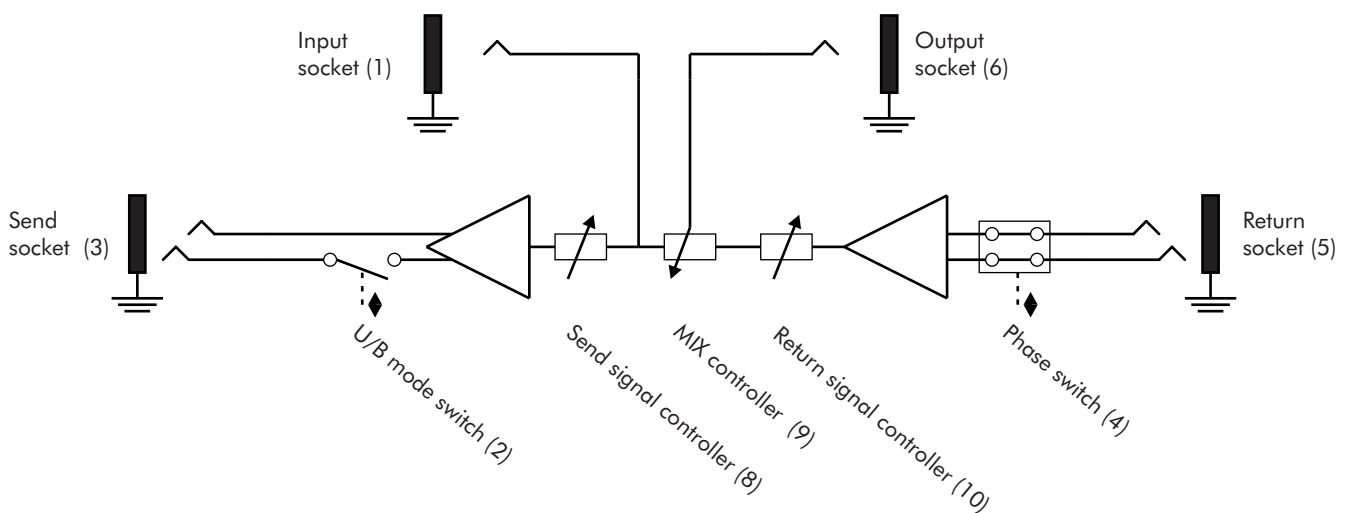 Input
socket (1)
Output
socket (6)
Send
socket (3)
Return
socket (5)
U/B mode switch (2)
Send signal controller (8)
MIX controller (9)
Return signal controller (10)
Phase switch (4)